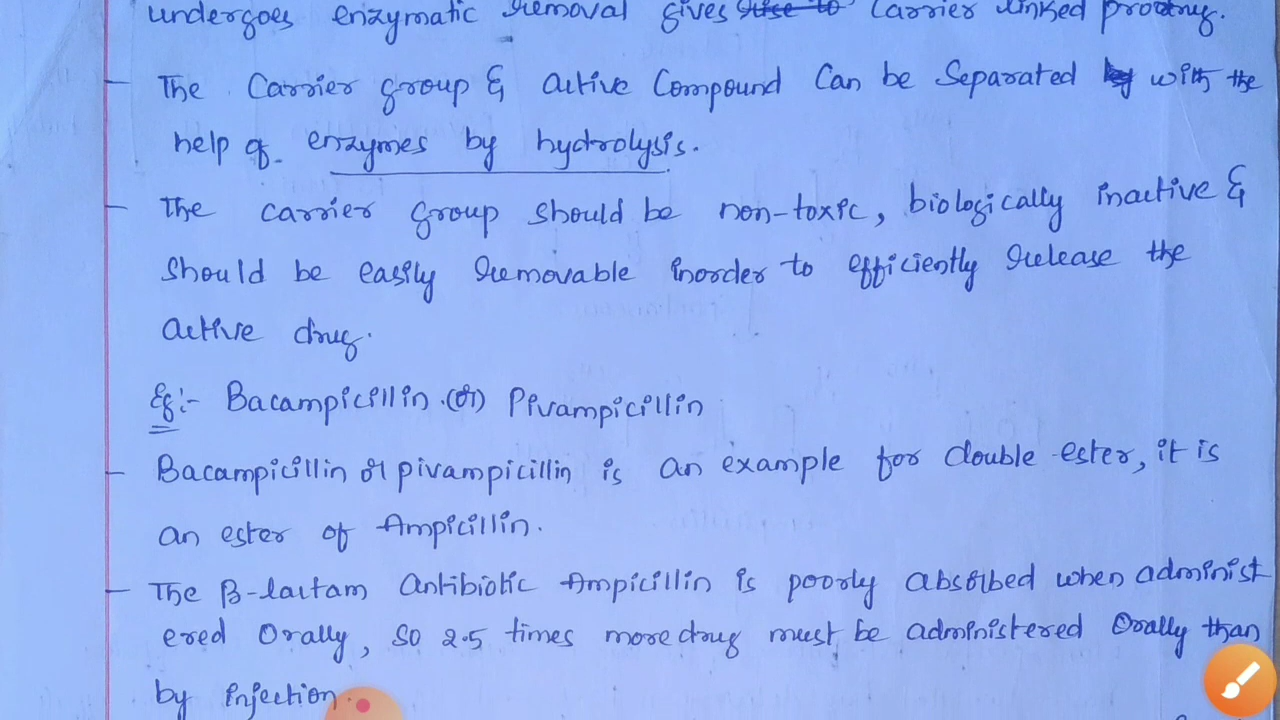 undergoes enzymatic removal gives rise to Carrier linked prodrug.
- The Carrier group & active Compound Can be Separated by with the
help of enzymes by hydrolysis.
- The carrier group should be non-toxic, biologically inactive &
should be easily removable inorder to efficiently release the
active drug.
Eg:- Bacampicillin (or) Pivampicillin
- Bacampicillin or pivampicillin is an example for double ester, it is
an ester of Ampicillin.
- The β-lactam Antibiotic Ampicillin is poorly absorbed when administ
ered Orally, so 2.5 times more drug must be administered Orally than
by injection.